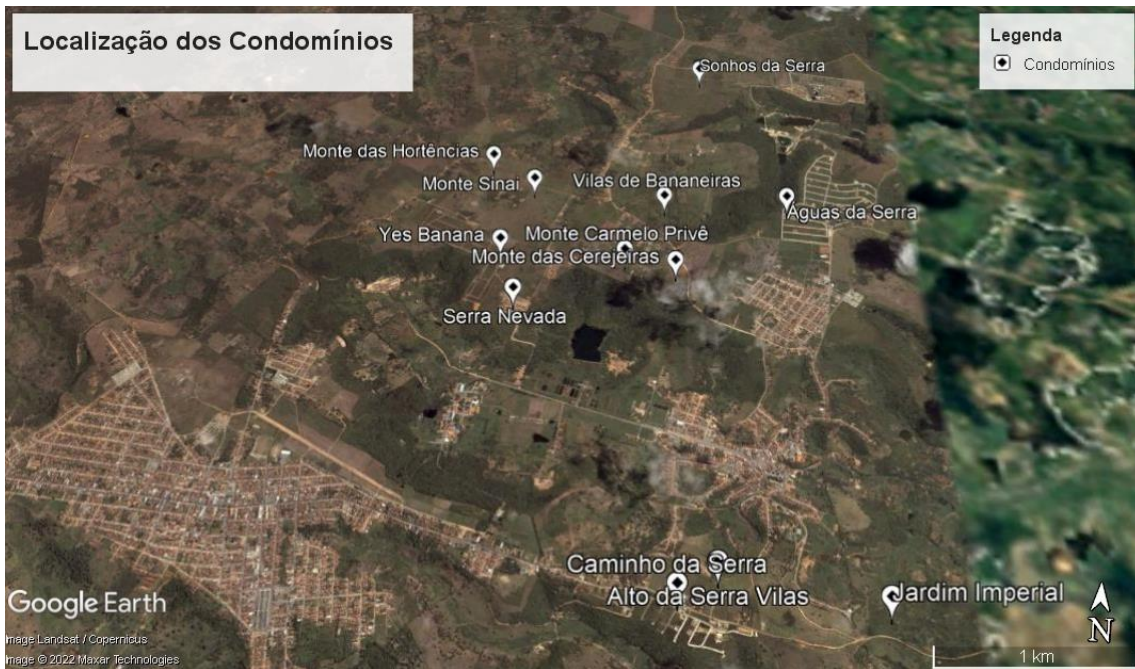 Localização dos Condomínios
Legenda
Condomínios
Sonhos da Serra
Monte das Hortências
Monte Sinai
Vilas de Bananeiras
Águas da Serra
Yes Banana
Monte Carmelo Privê
Monte das Cerejeiras
Serra Nevada
Caminho da Serra
Alto da Serra Vilas
Jardim Imperial
Google Earth
Image Landsat / Copernicus
Image © 2022 Maxar Technologies
N
1 km